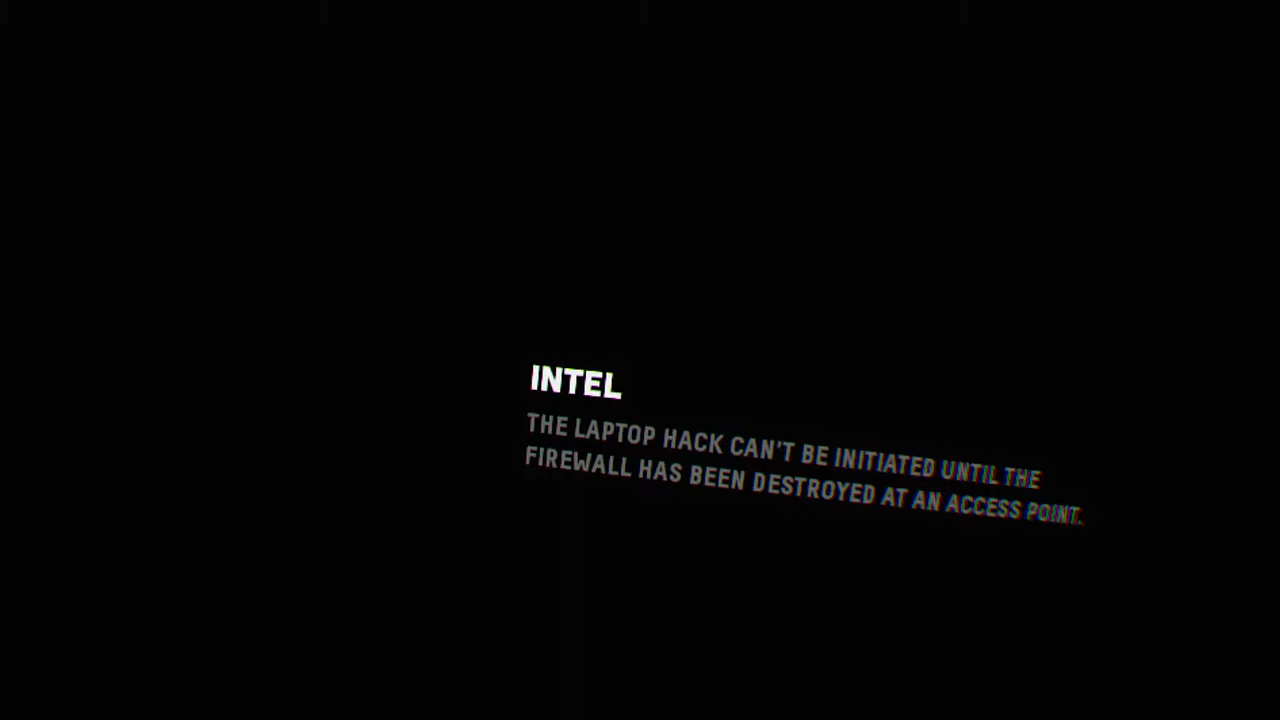 INTEL
THE LAPTOP HACK CAN'T BE INITIATED UNTIL THE
FIREWALL HAS BEEN DESTROYED AT AN ACCESS POINT.